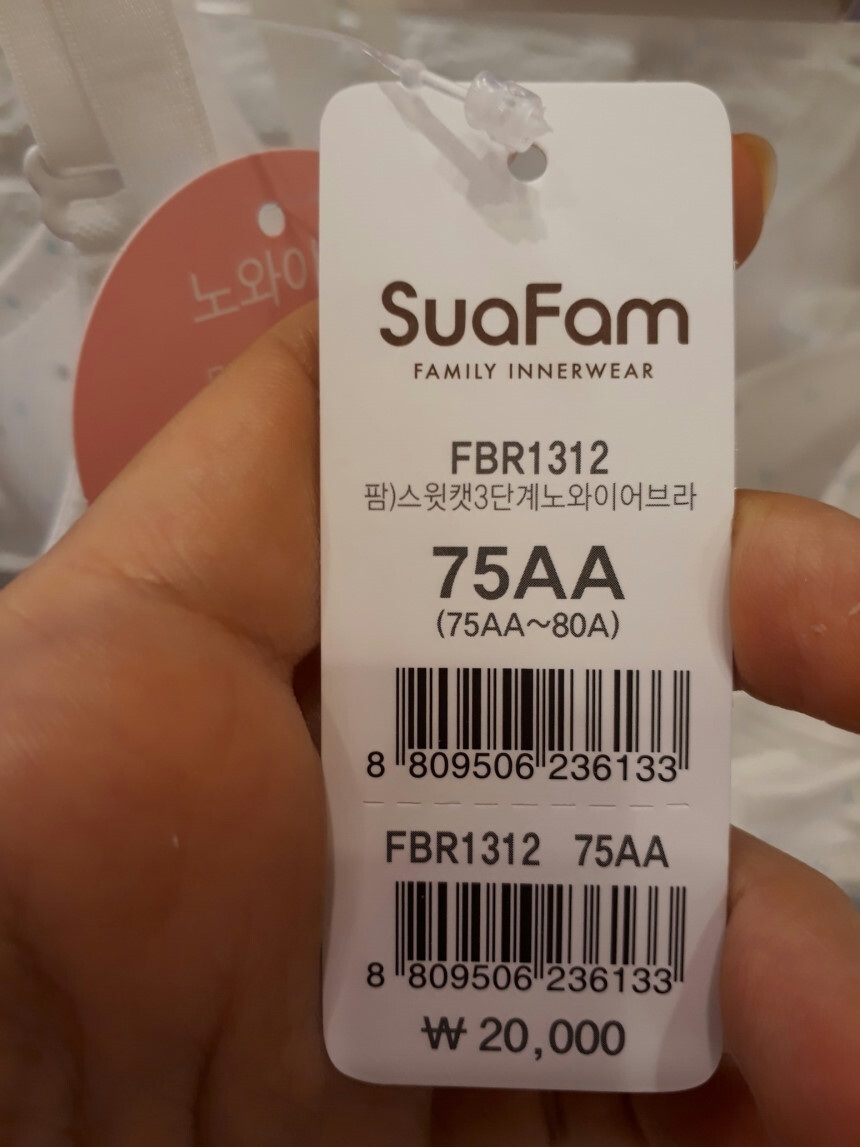 노와이
SuaFam
FAMILY INNERWEAR
FBR1312
팜)스윗캣3단계노와이어브라
75AA
(75AA~80A)
8 809506 236133
FBR1312 75AA
8 809506 236133
₩ 20,000